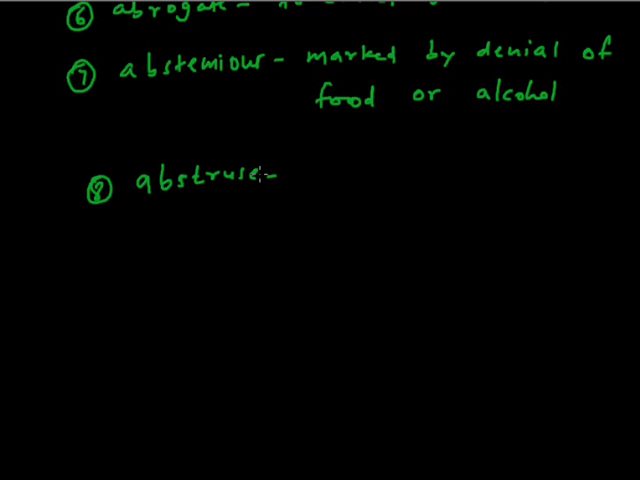 ⑥ abrogate -
⑦ abstemious - marked by denial of
food or alcohol
⑧ abstruse -